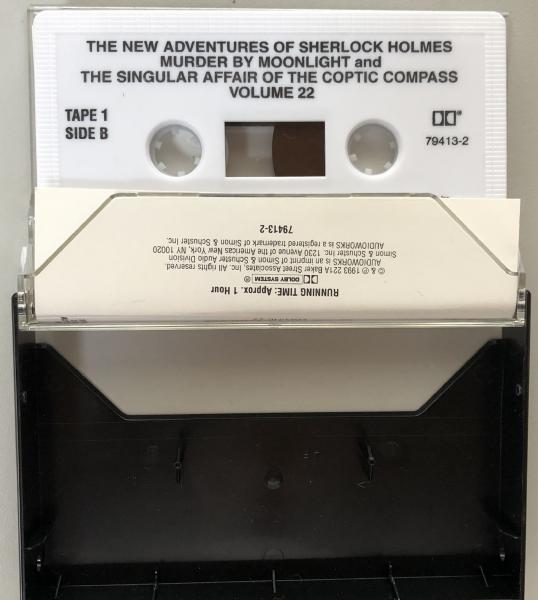 THE NEW ADVENTURES OF SHERLOCK HOLMES
MURDER BY MOONLIGHT and
THE SINGULAR AFFAIR OF THE COPTIC COMPASS
VOLUME 22
TAPE 1
SIDE B
79413-2
RUNNING TIME: Approx. 1 Hour
DOLBY SYSTEM ®
© & ℗ 1993 221A Baker Street Associates, Inc. All rights reserved.
AUDIOWORKS is an imprint of Simon & Schuster Audio Division
Simon & Schuster Inc. 1230 Avenue of the Americas New York, NY 10020
AUDIOWORKS is a registered trademark of Simon & Schuster Inc.
79413-2